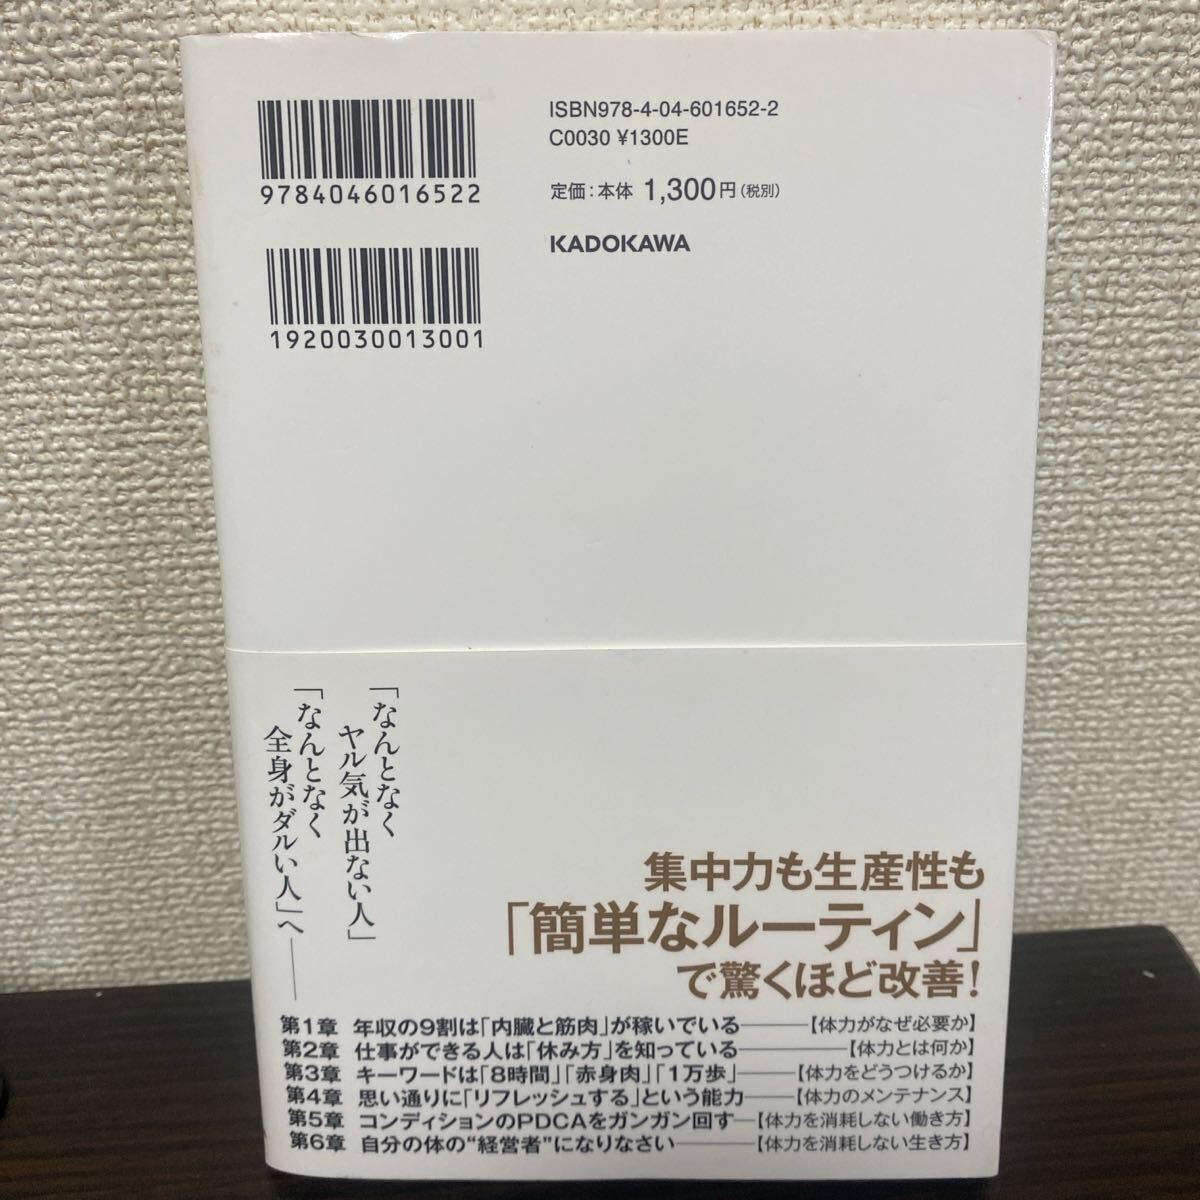 9784046016522
1920030013001
ISBN978-4-04-601652-2
C0030 ¥1300E
定価：本体 1,300円（税別）
KADOKAWA
「なんとなく
ヤル気が出ない人」
「なんとなく
全身がダルい人」へ――
集中力も生産性も
「簡単なルーティン」
で驚くほど改善！
第1章 年収の9割は「内臓と筋肉」が稼いでいる――【体力がなぜ必要か】
第2章 仕事ができる人は「休み方」を知っている――【体力とは何か】
第3章 キーワードは「8時間」「赤身肉」「1万歩」――【体力をどうつけるか】
第4章 思い通りに「リフレッシュする」という能力――【体力のメンテナンス】
第5章 コンディションのPDCAをガンガン回す――【体力を消耗しない働き方】
第6章 自分の体の“経営者”になりなさい――【体力を消耗しない生き方】